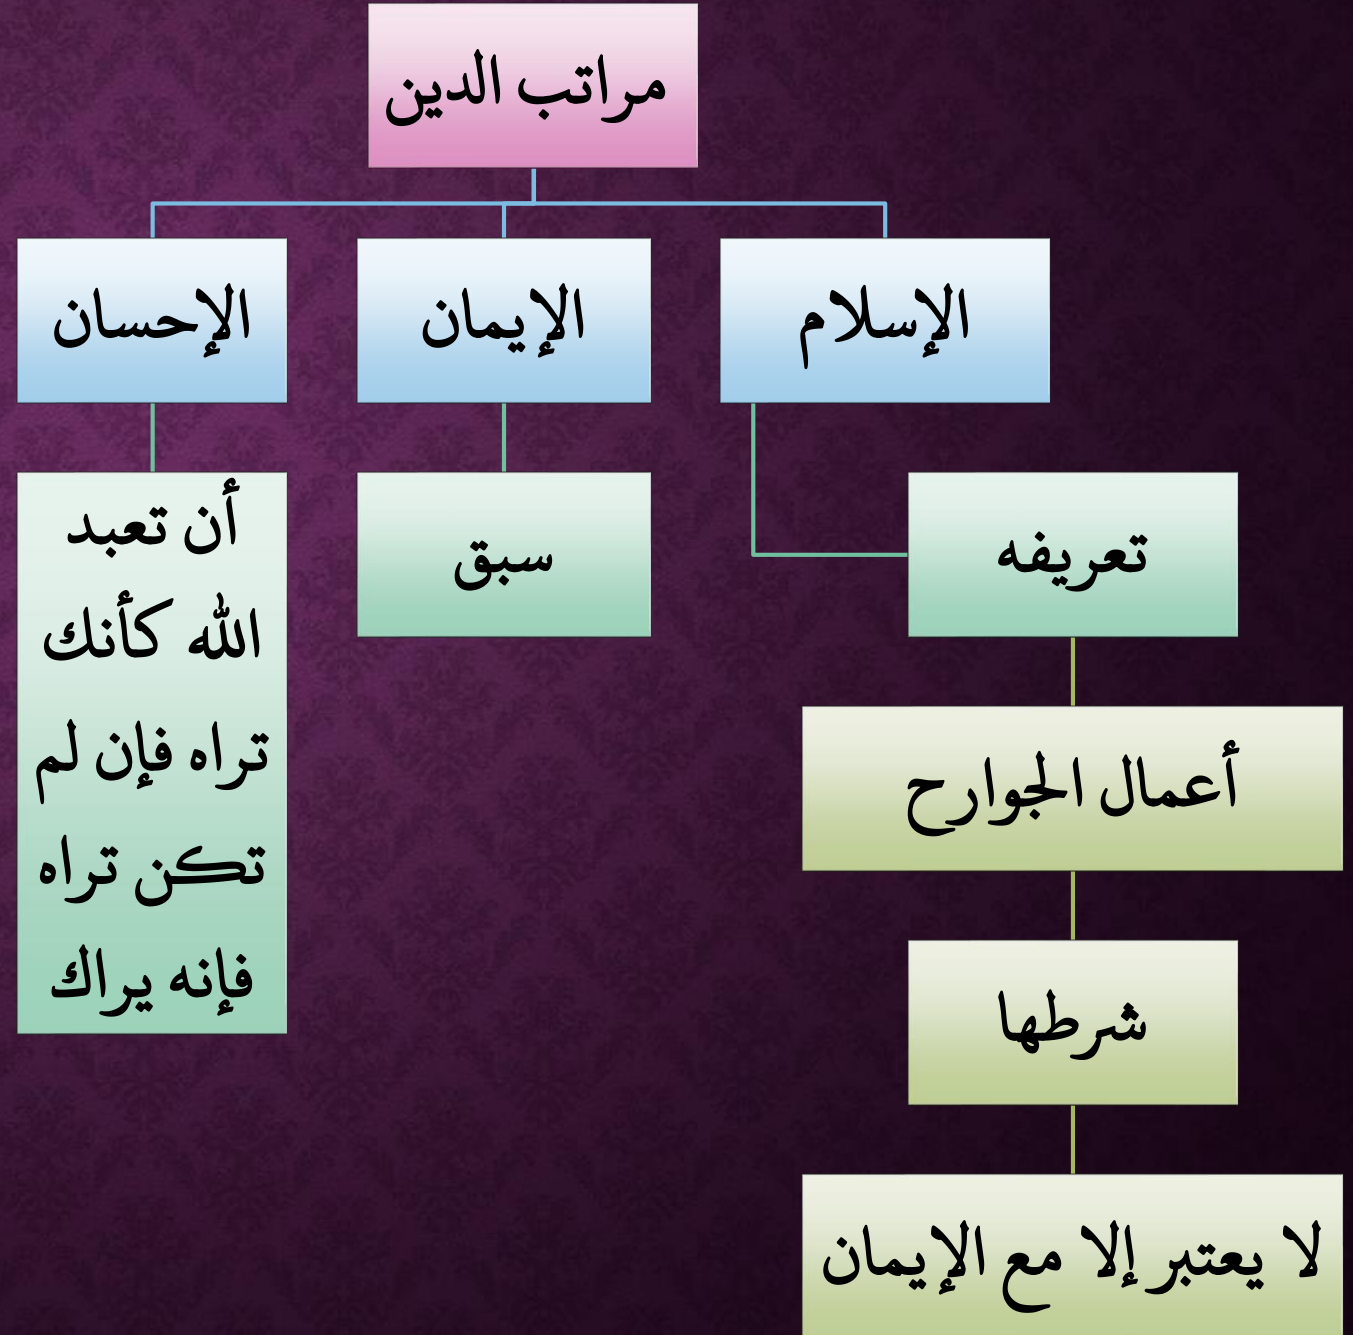 مراتب الدين
الإسلام
الإيمان
الإحسان
تعريفه
سبق
أن تعبد
الله كأنك
تراه فإن لم
تكن تراه
فإنه يراك
أعمال الجوارح
شرطها
لا يعتبر إلا مع الإيمان